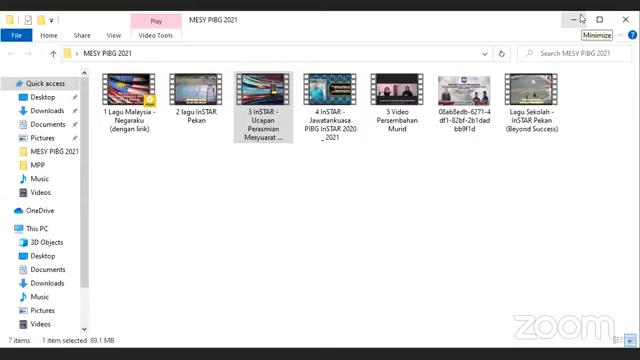 Play
MESY PIBG 2021
File
Home
Share
View
Video Tools
Minimize
MESY PIBG 2021
Search MESY PIBG 2021
Quick access
Desktop
Downloads
Documents
Pictures
MESY PIBG 2021
MPP
Music
Videos
OneDrive
This PC
3D Objects
Desktop
Documents
Downloads
Music
Pictures
Videos
1 Lagu Malaysia -
Negaraku
(dengan lirik)
2 lagu InSTAR
Pekan
3 InSTAR -
Ucapan
Perasmian
Mesyuarat ...
4 InSTAR -
Jawatankuasa
PIBG InSTAR 2020
_ 2021
5 Video
Persembahan
Murid
08ab8edb-6271-4
df1-82bf-2b1dad
bb9f1d
Lagu Sekolah -
InSTAR Pekan
(Beyond Success)
7 items
1 item selected 89.1 MB
zoom